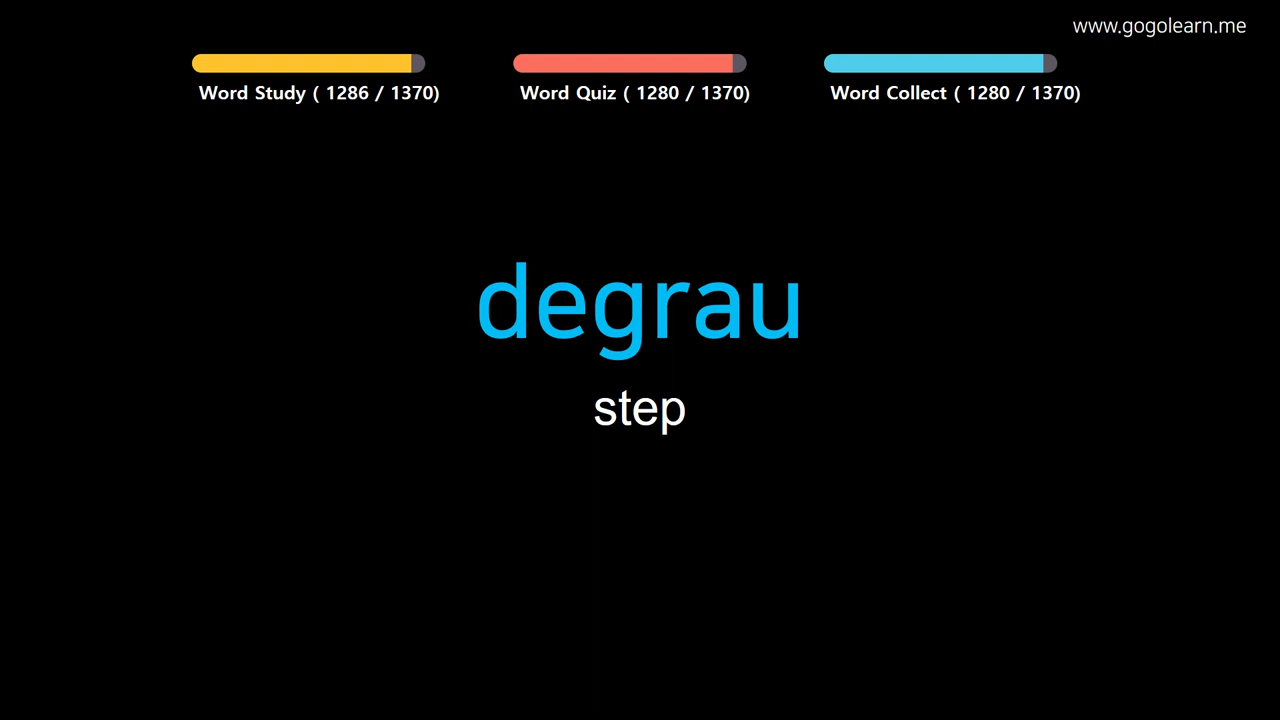 www.gogolearn.me
Word Study ( 1286 / 1370)
Word Quiz ( 1280 / 1370)
Word Collect ( 1280 / 1370)
degrau
step